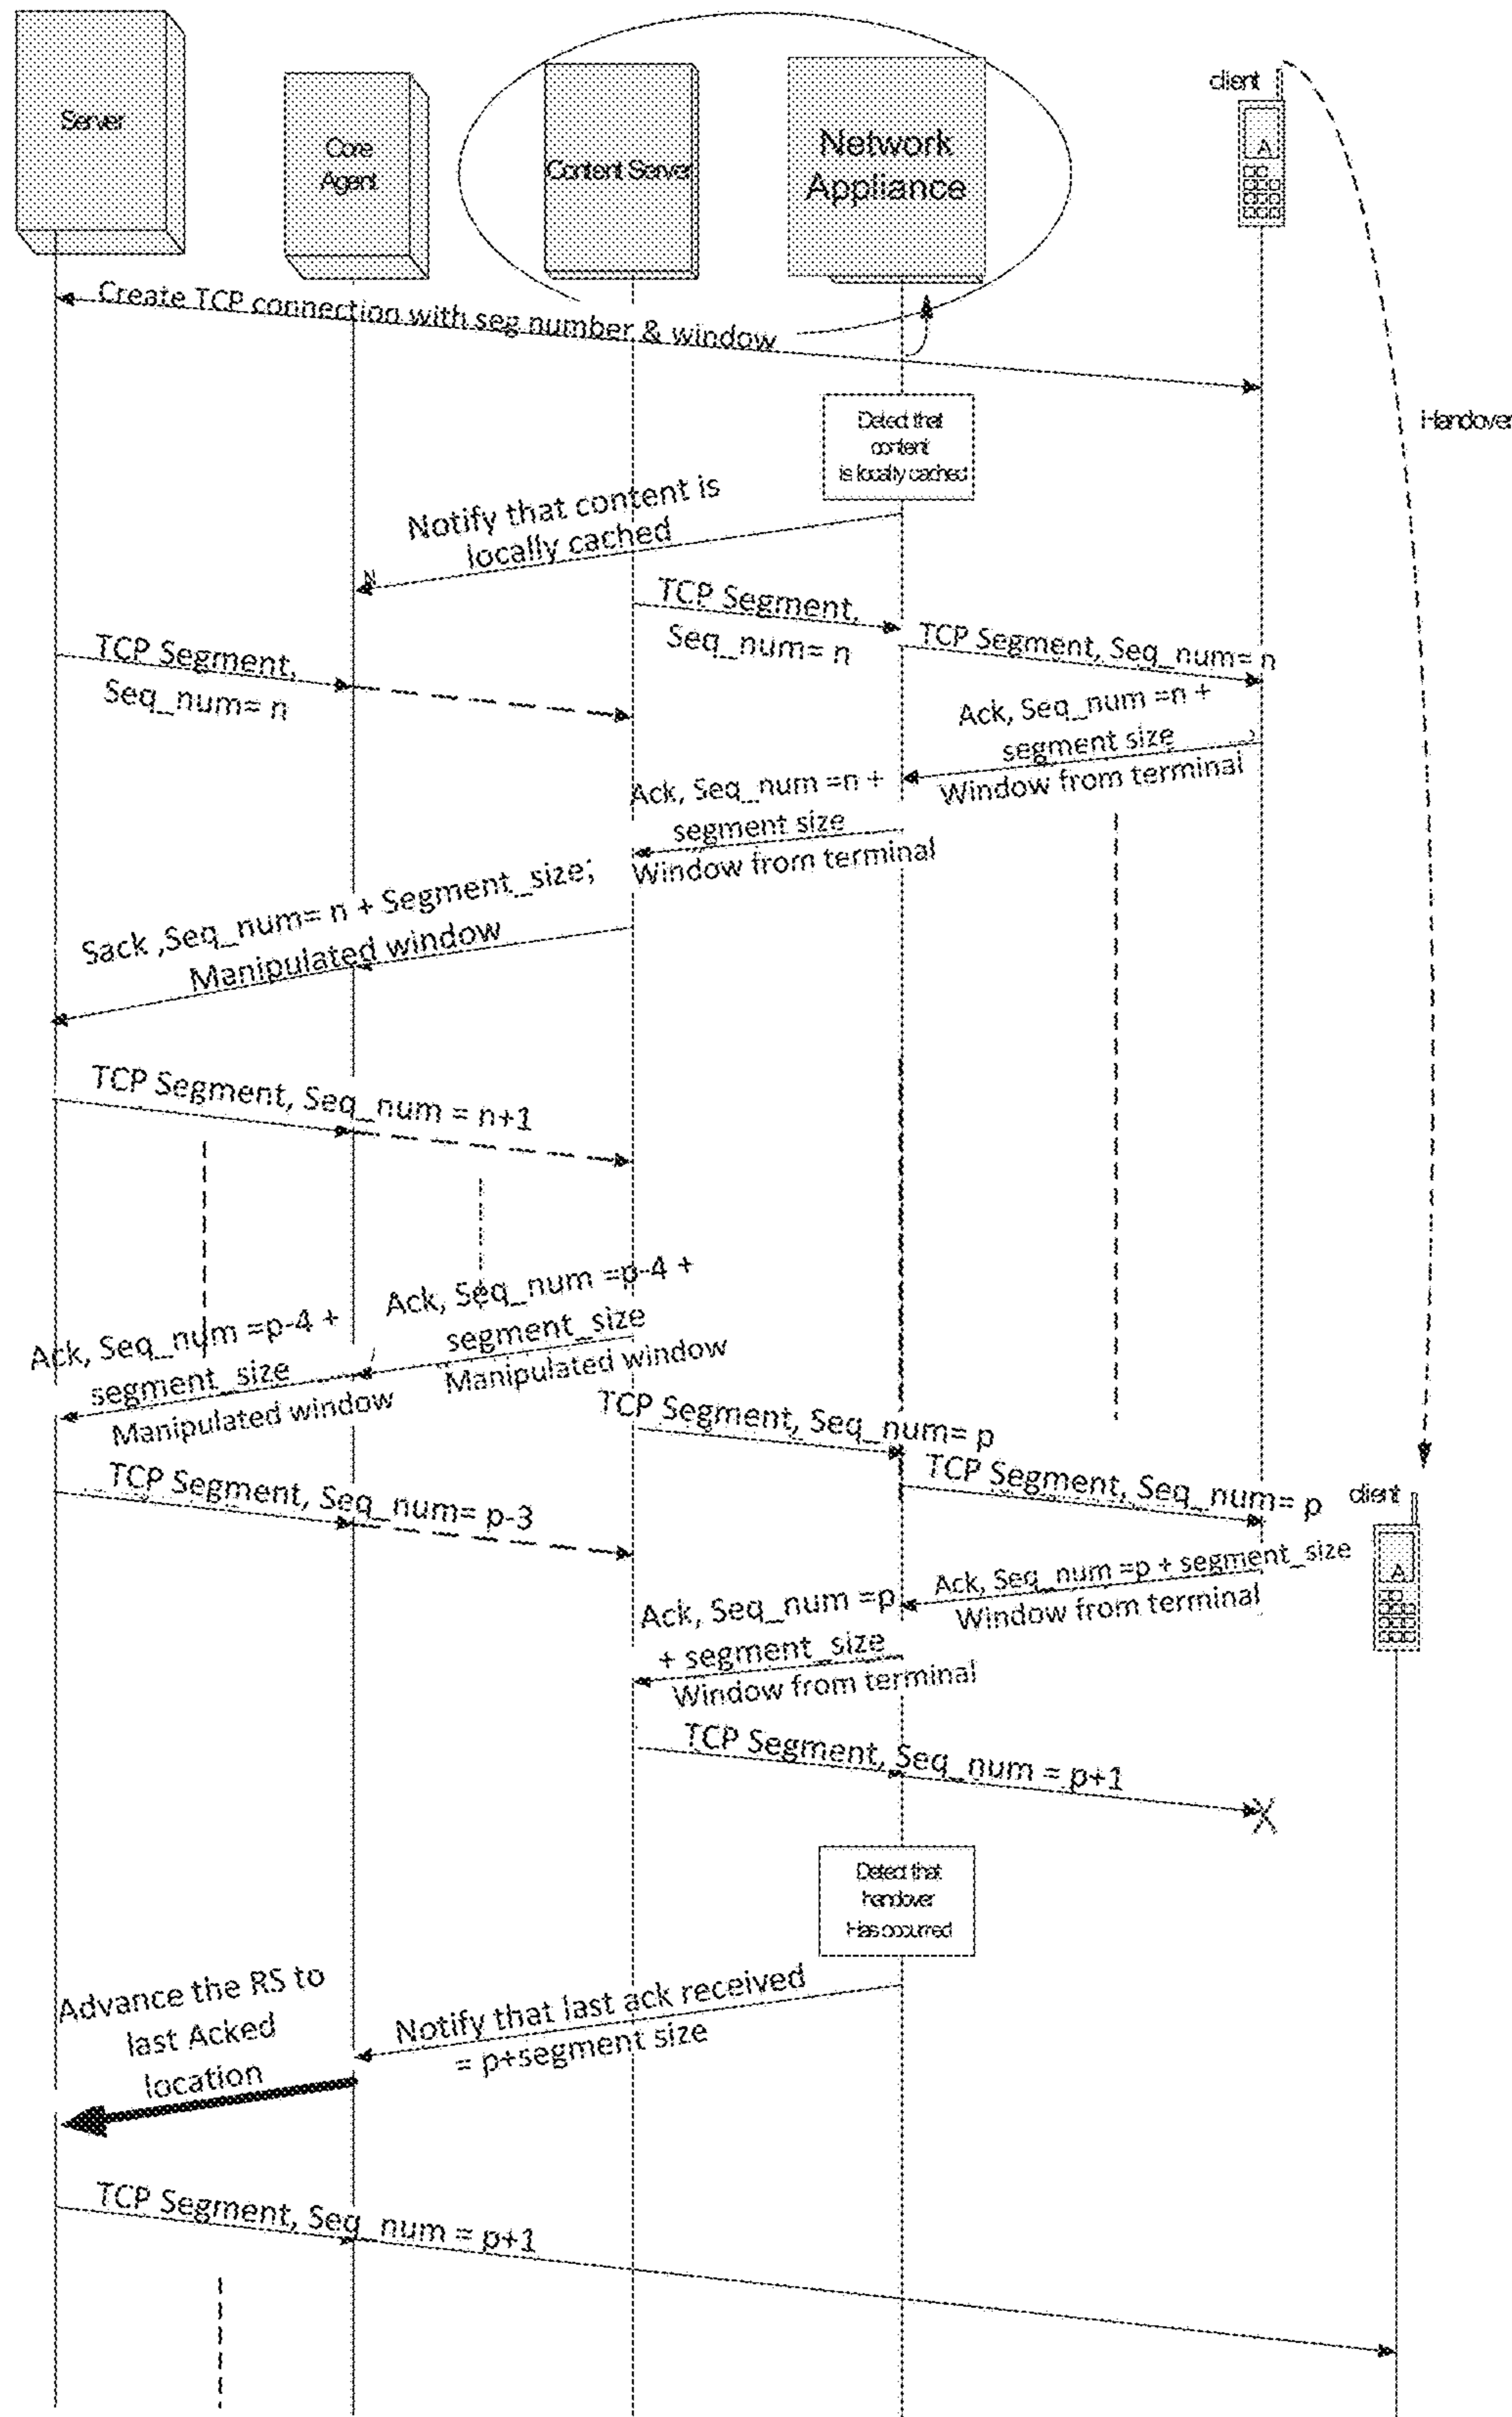 Server
Core
Agent
Content Server
Network
Appliance
client
A
Create TCP connection with seg number & window
Handover
Detect that
content
is locally cached
Notify that content is
locally cached
N
TCP Segment,
Seq_num= n
TCP Segment, Seq_num= n
TCP Segment,
Seq_num= n
Ack, Seq_num =n +
segment size
Window from terminal
Ack, Seq_num =n +
segment size
Window from terminal
Sack ,Seq_num= n + Segment_size;
Manipulated window
TCP Segment, Seq_num = n+1
Ack, Seq_num =p-4 +
segment_size
Manipulated window
Ack, Seq_num =p-4 +
segment_size
Manipulated window
TCP Segment, Seq_num= p
TCP Segment, Seq_num= p
client
A
TCP Segment, Seq_num= p-3
Ack, Seq_num =p + segment_size
Window from terminal
Ack, Seq_num =p
+ segment_size
Window from terminal
TCP Segment, Seq_num = p+1
X
Detect that
handover
Has occurred
Advance the RS to
last Acked
location
Notify that last ack received
= p+segment size
TCP Segment, Seq_num = p+1